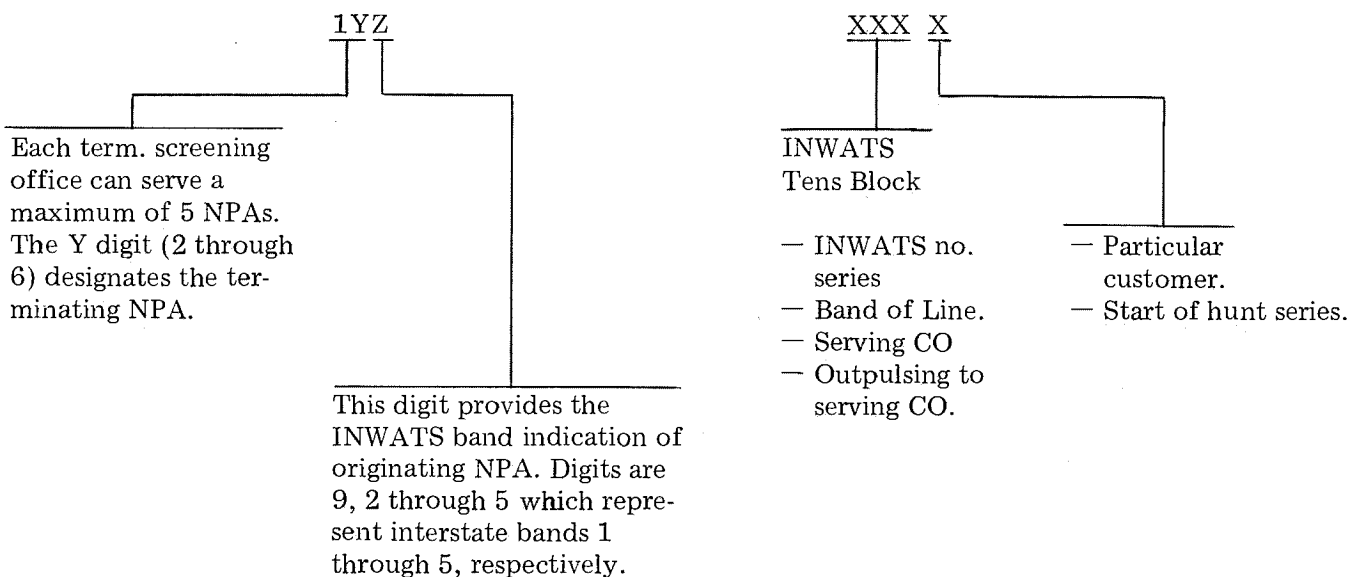 1YZ
XXX X
Each term. screening
office can serve a
maximum of 5 NPAs.
The Y digit (2 through
6) designates the ter-
minating NPA.
This digit provides the
INWATS band indication of
originating NPA. Digits are
9, 2 through 5 which repre-
sent interstate bands 1
through 5, respectively.
INWATS
Tens Block
— INWATS no.
series
— Band of Line.
— Serving CO
— Outpulsing to
serving CO.
— Particular
customer.
— Start of hunt series.